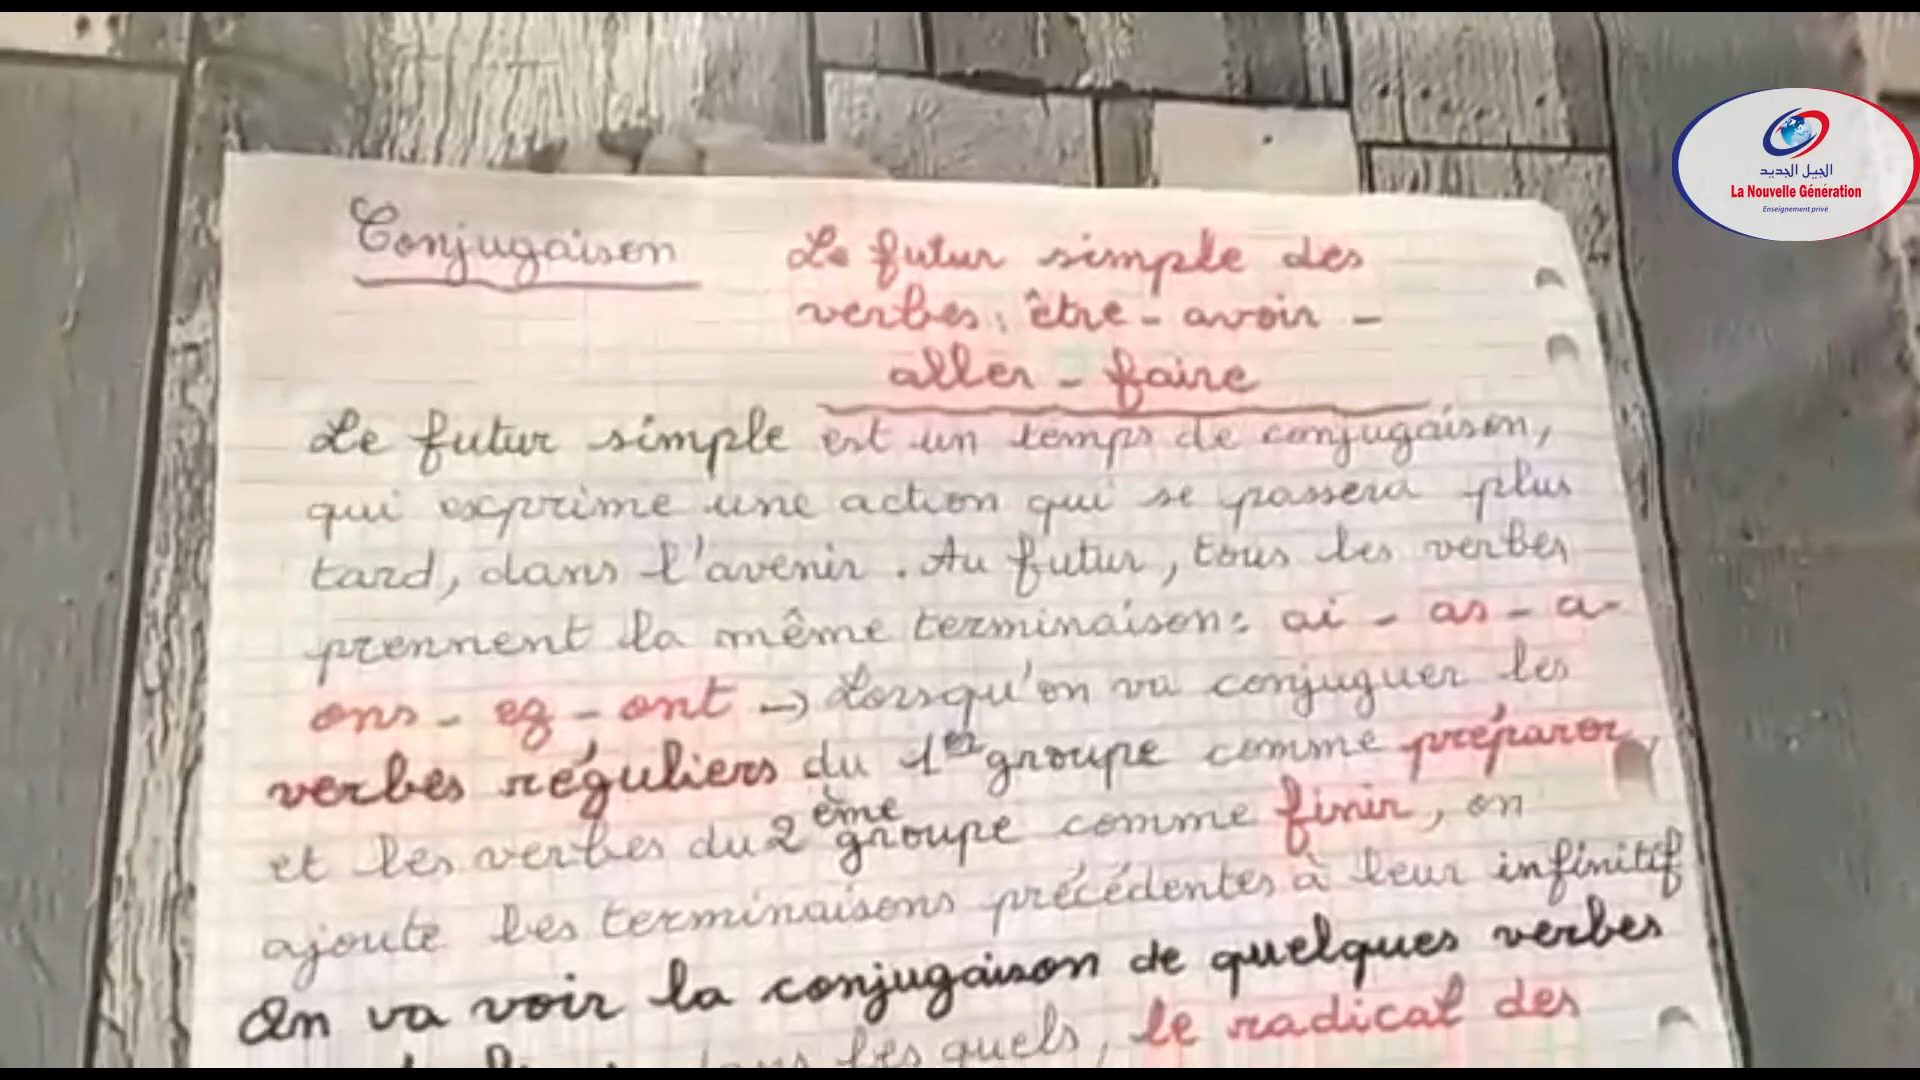 Conjugaison
Le futur simple des
verbes: être - avoir -
aller - faire
Le futur simple est un temps de conjugaison,
qui exprime une action qui se passera plus
tard, dans l'avenir. Au futur, tous les verbes
prennent la même terminaison: ai - as - a-
ons - ez - ont → Lorsqu'on va conjuguer les
verbes réguliers du 1er groupe comme préparer,
et les verbes du 2ème groupe comme finir, on
ajoute les terminaisons précédentes à leur infinitif
On va voir la conjugaison de quelques verbes
dans lesquels, le radical des
الجيل الجديد
La Nouvelle Génération
Enseignement privé